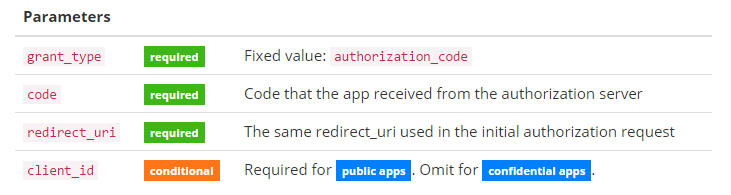 Parameters
grant_type required Fixed value: authorization_code
code required Code that the app received from the authorization server
redirect_uri required The same redirect_uri used in the initial authorization request
client_id conditional Required for public apps. Omit for confidential apps.